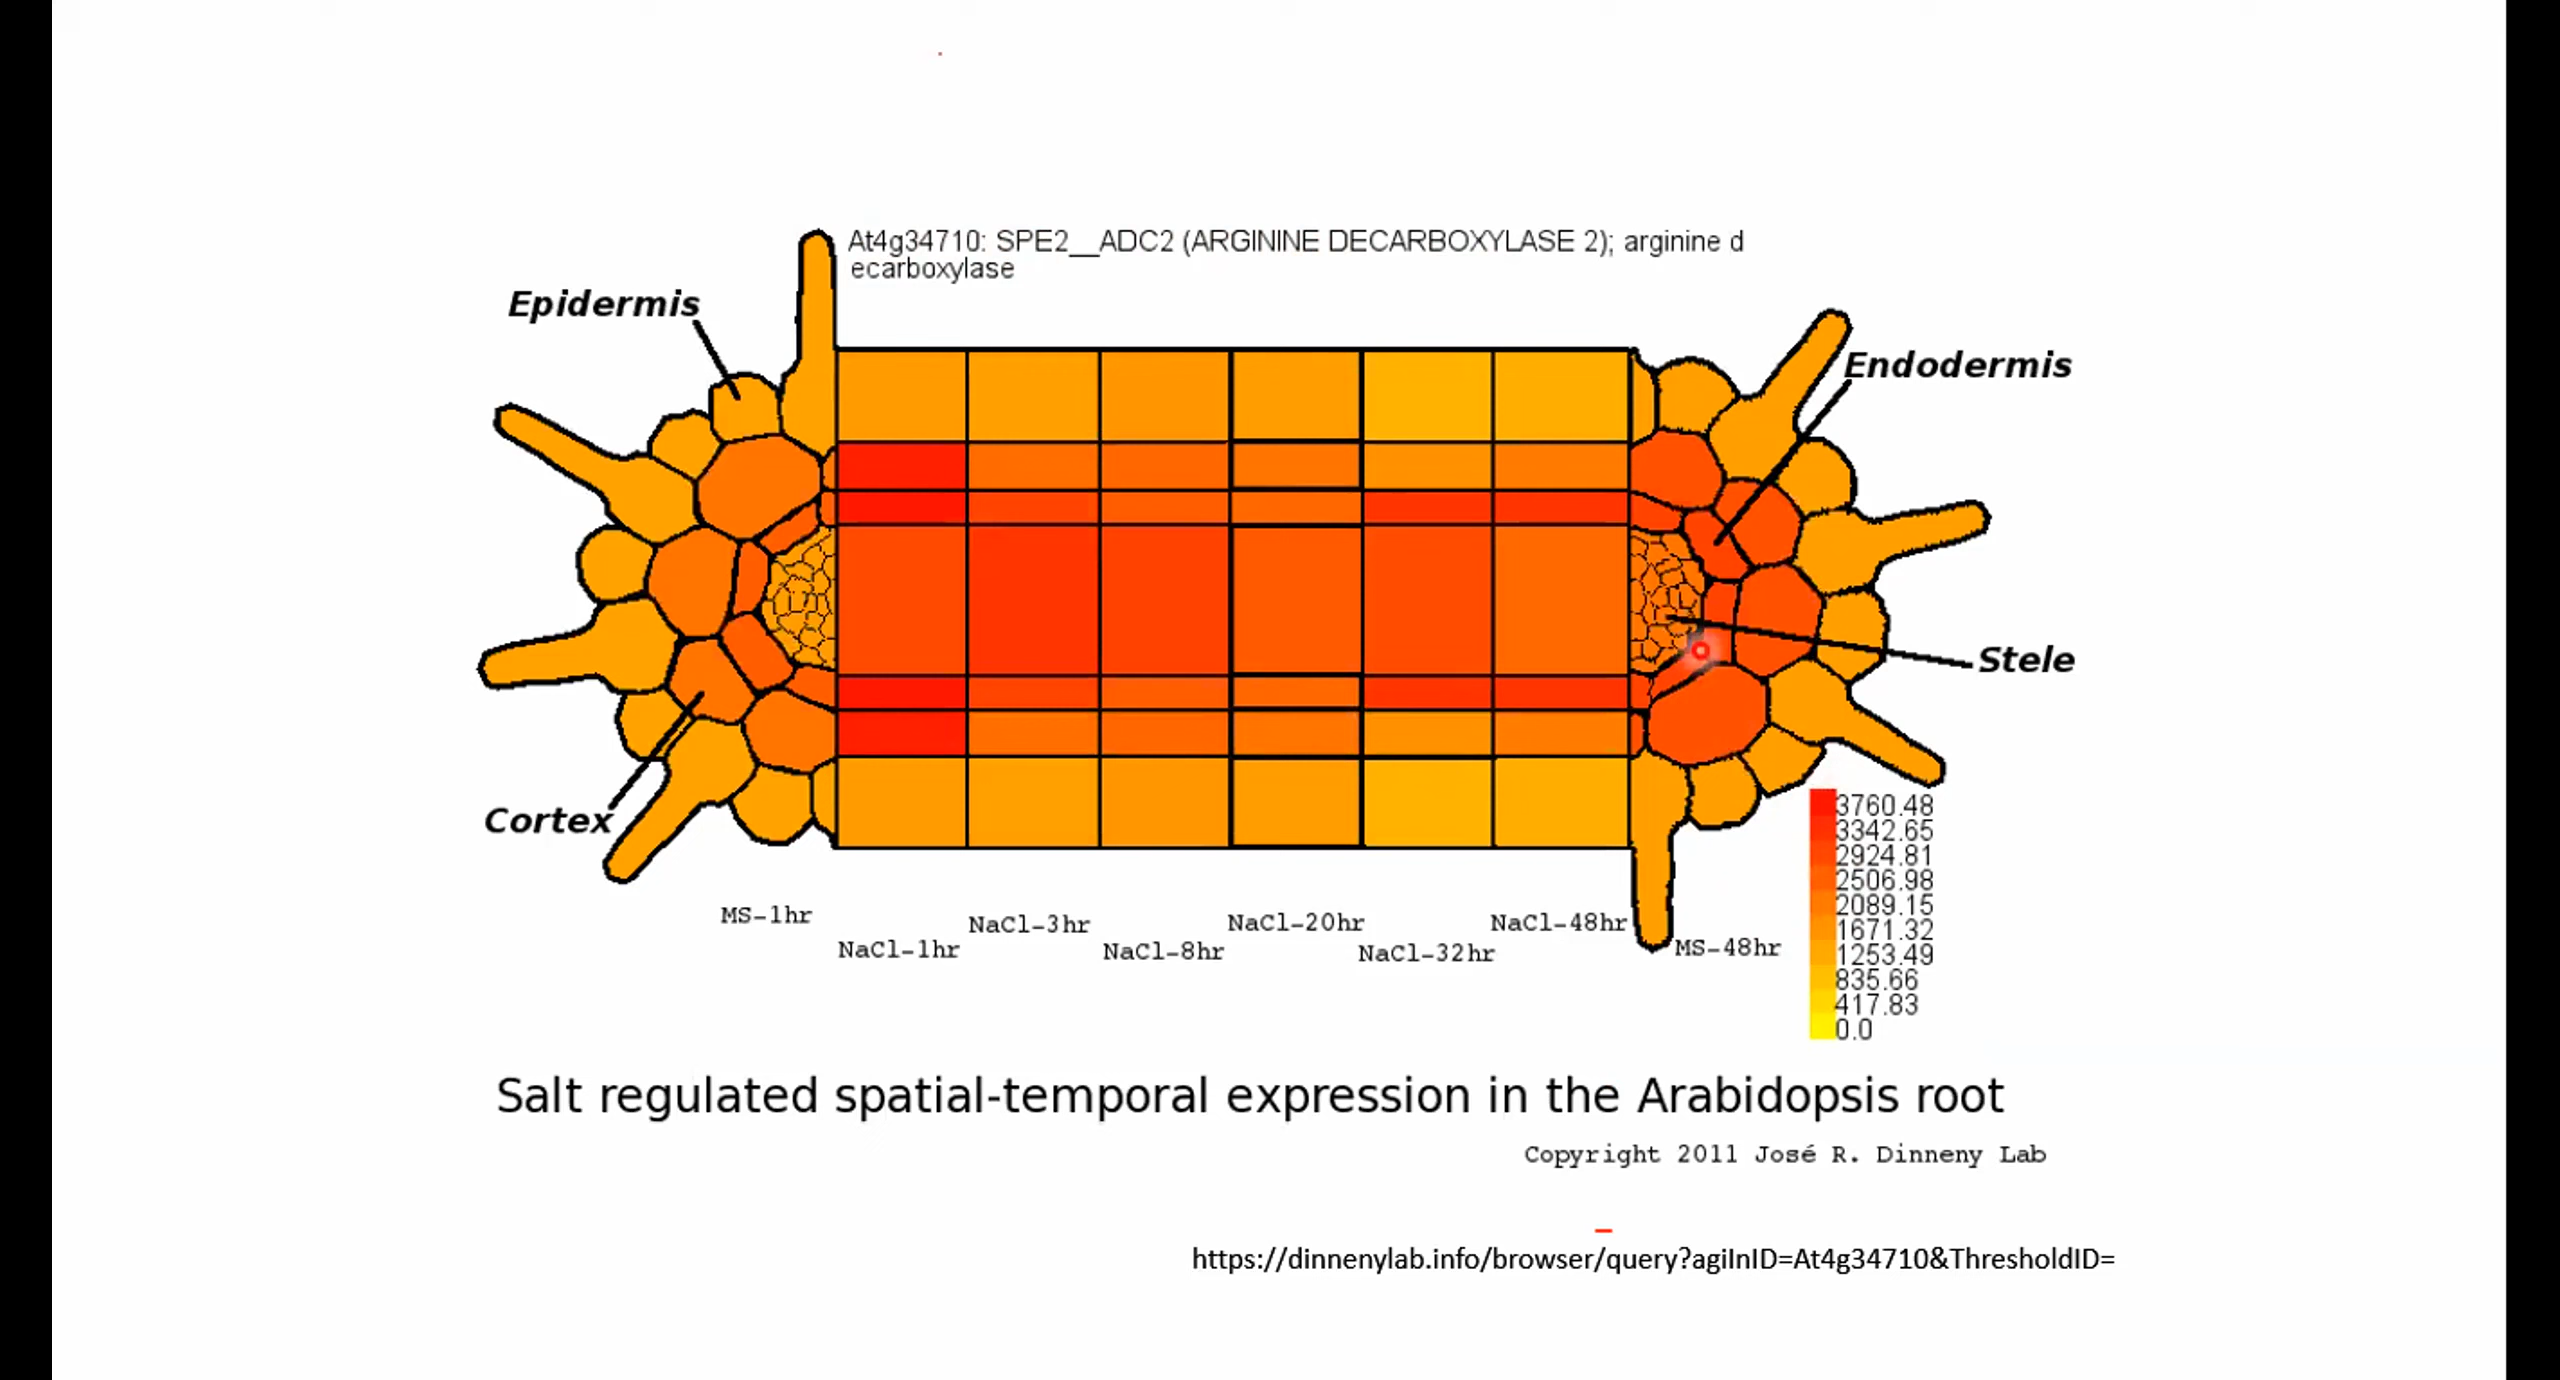 At4g34710: SPE2__ADC2 (ARGININE DECARBOXYLASE 2); arginine d
ecarboxylase
Epidermis
Endodermis
Stele
Cortex
3760.48
3342.65
2924.81
2506.98
2089.15
1671.32
1253.49
835.66
417.83
0.0
MS-1hr
NaCl-1hr
NaCl-3hr
NaCl-8hr
NaCl-20hr
NaCl-32hr
NaCl-48hr
MS-48hr
Salt regulated spatial-temporal expression in the Arabidopsis root
Copyright 2011 José R. Dinneny Lab
https://dinnenylab.info/browser/query?agiInID=At4g34710&ThresholdID=